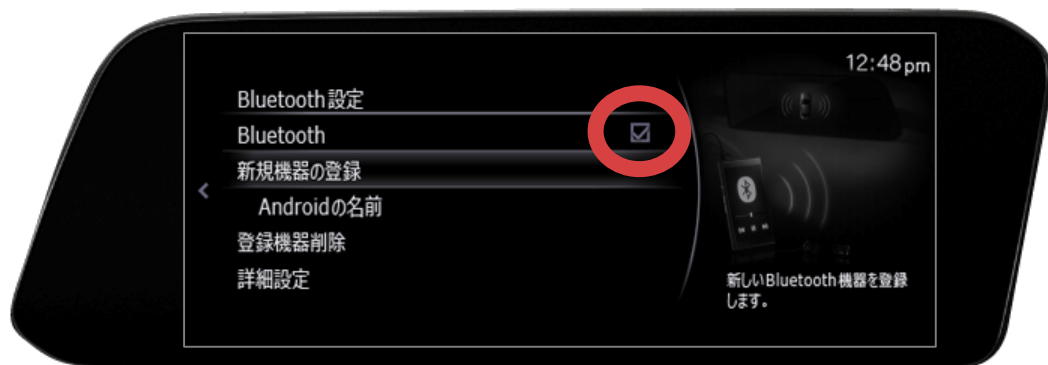 12:48 pm
Bluetooth設定
Bluetooth
新規機器の登録
Androidの名前
登録機器削除
詳細設定
新しいBluetooth機器を登録
します。